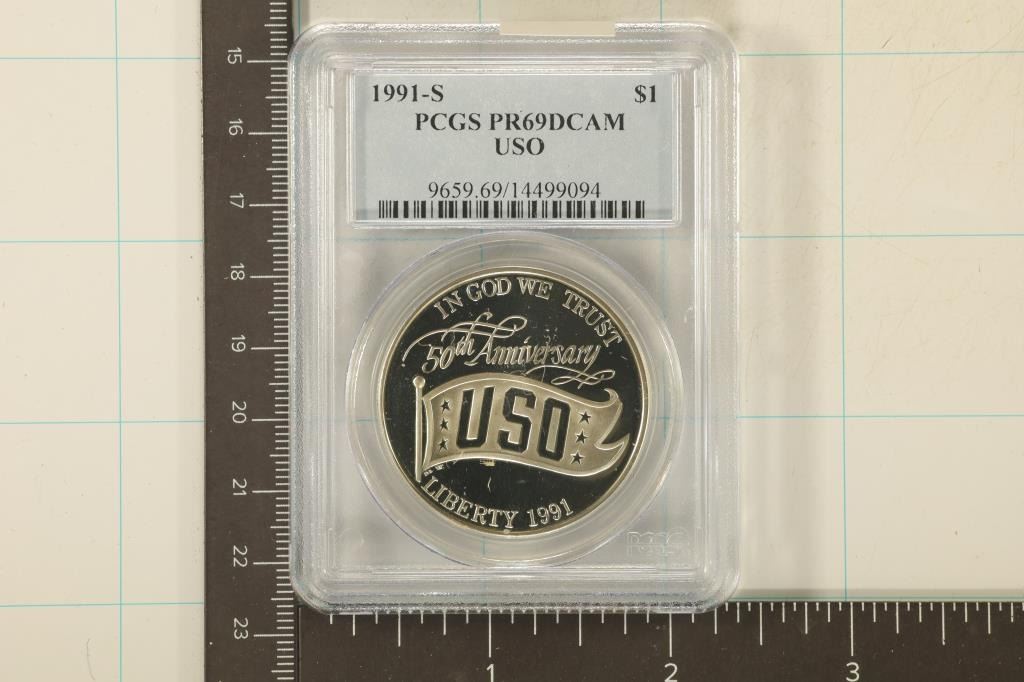 1991-S $1
PCGS PR69DCAM
USO
9659.69/14499094
IN GOD WE TRUST
50th Anniversary
USO
LIBERTY 1991
PCGS
15
16
17
18
19
20
21
22
23
1 2 3